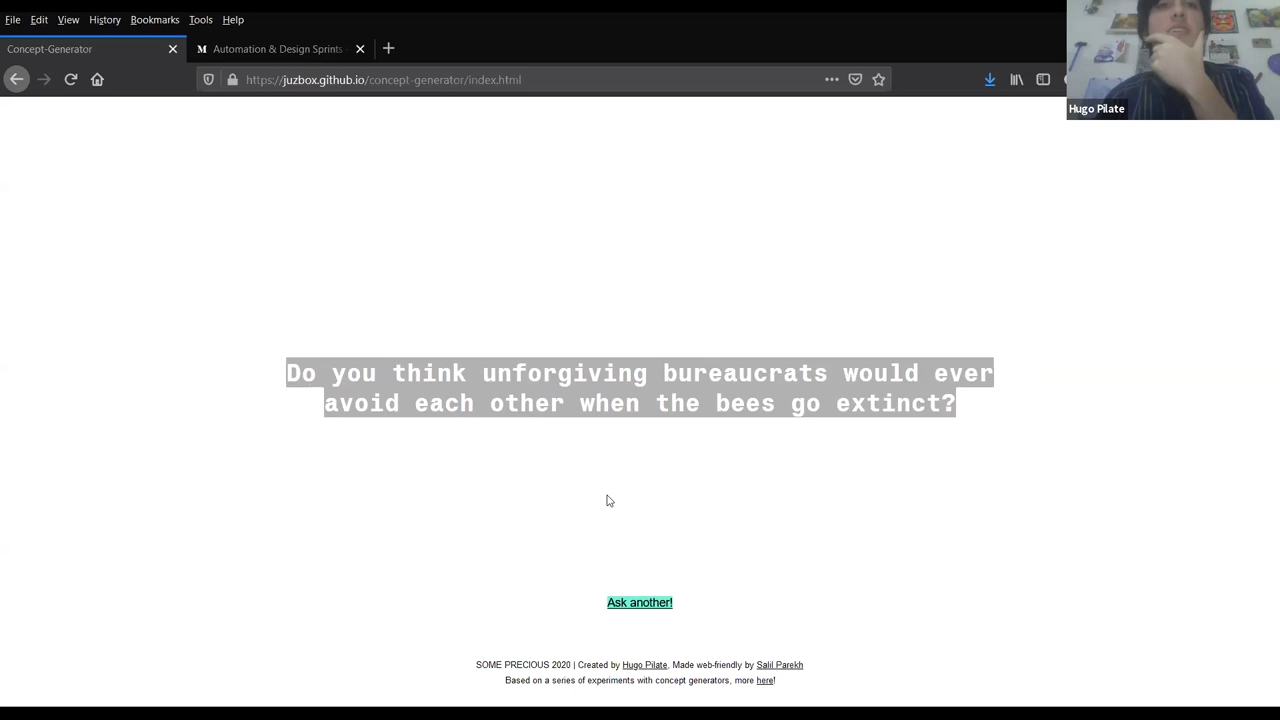 File Edit View History Bookmarks Tools Help
Concept-Generator
M Automation & Design Sprints
https://juzbox.github.io/concept-generator/index.html
Hugo Pilate
Do you think unforgiving bureaucrats would ever
avoid each other when the bees go extinct?
Ask another!
SOME PRECIOUS 2020 | Created by Hugo Pilate, Made web-friendly by Salil Parekh
Based on a series of experiments with concept generators, more here!